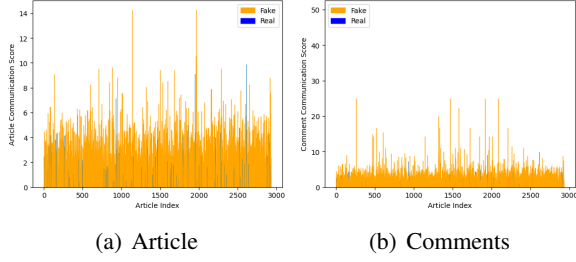 Article Communication Score
14
12
10
8
6
4
2
0
0 500 1000 1500 2000 2500 3000
Article Index
Fake
Real
(a) Article
Comment Communication Score
50
40
30
20
10
0
0 500 1000 1500 2000 2500 3000
Article Index
Fake
Real
(b) Comments